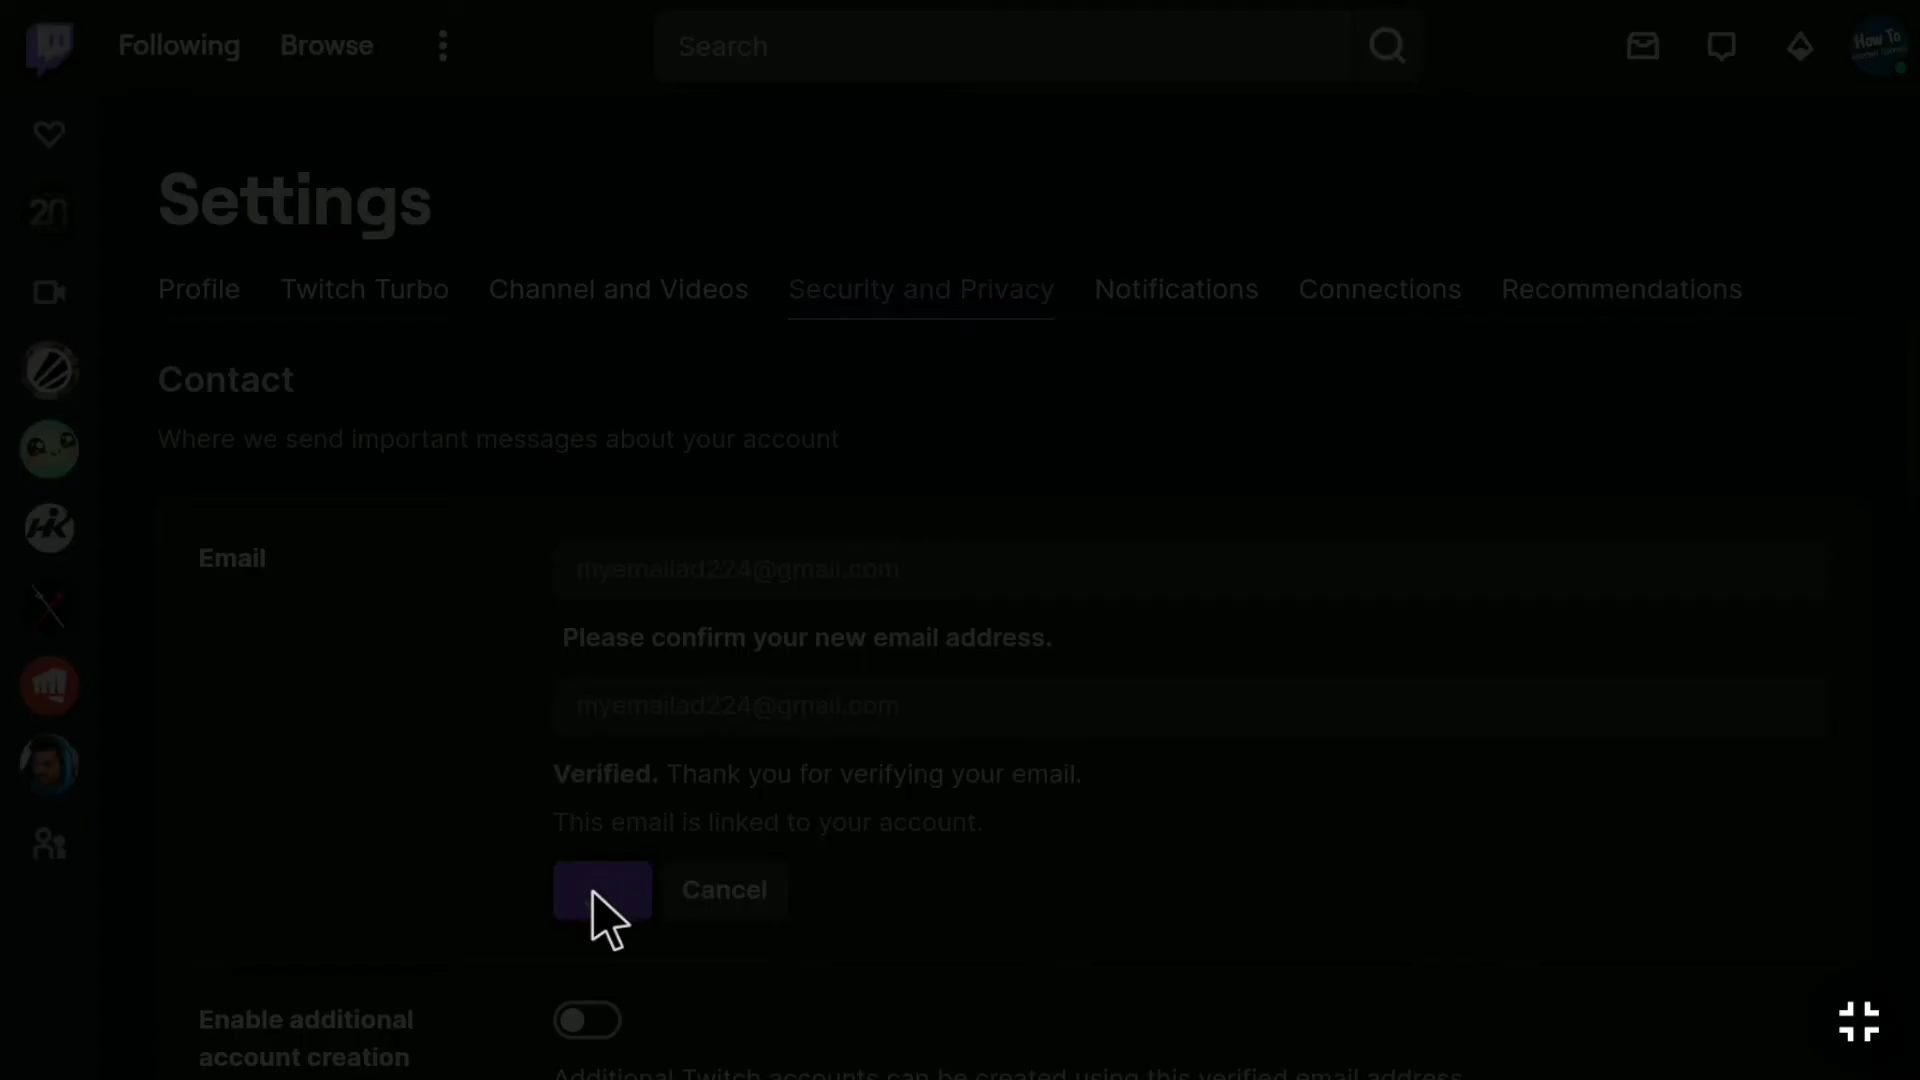 Following Browse
Search
How To
Settings
Profile Twitch Turbo Channel and Videos Security and Privacy Notifications Connections Recommendations
Contact
Where we send important messages about your account
Email
myemailad224@gmail.com
Please confirm your new email address.
myemailad224@gmail.com
Verified. Thank you for verifying your email.
This email is linked to your account.
Cancel
Enable additional
account creation
Additional Twitch accounts can be created using this verified email address